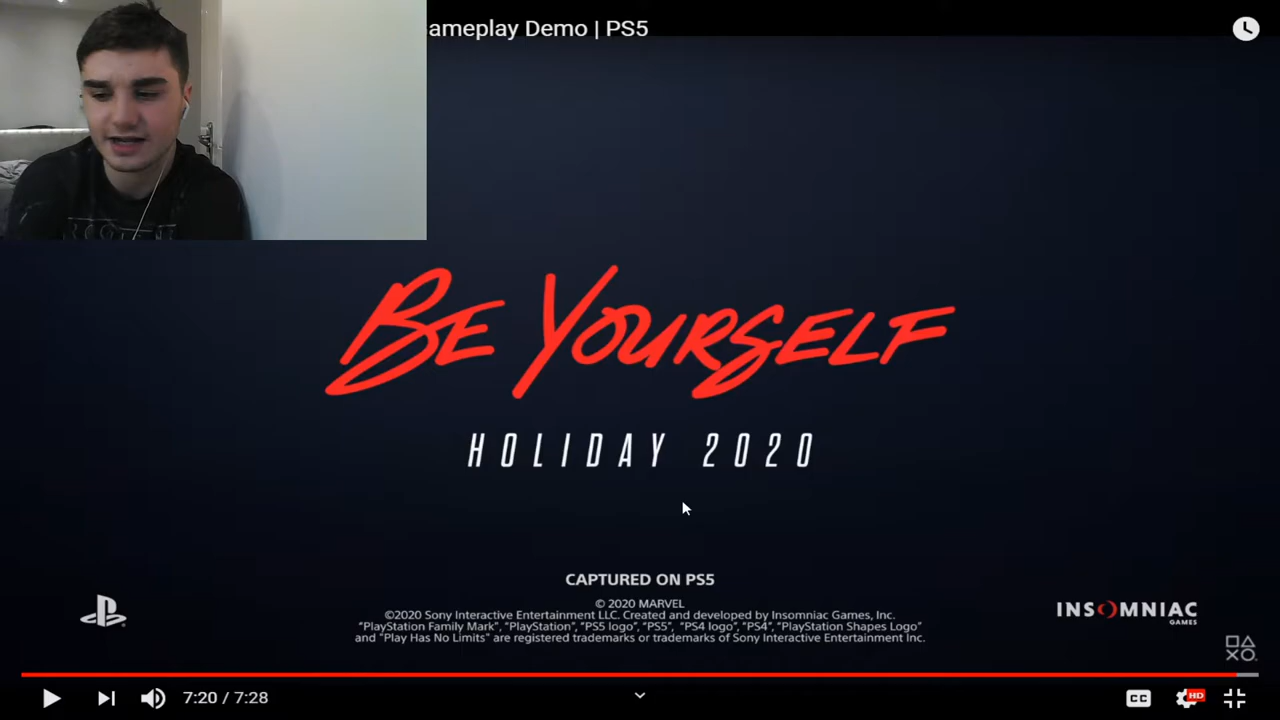 ameplay Demo | PS5
BE YOURSELF
HOLIDAY 2020
CAPTURED ON PS5
© 2020 MARVEL
©2020 Sony Interactive Entertainment LLC. Created and developed by Insomniac Games, Inc.
"PlayStation Family Mark", "PlayStation", "PS5 logo", "PS5", "PS4 logo", "PS4", "PlayStation Shapes Logo"
and "Play Has No Limits" are registered trademarks or trademarks of Sony Interactive Entertainment Inc.
INSOMNIAC
GAMES
7:20 / 7:28
CC
HD